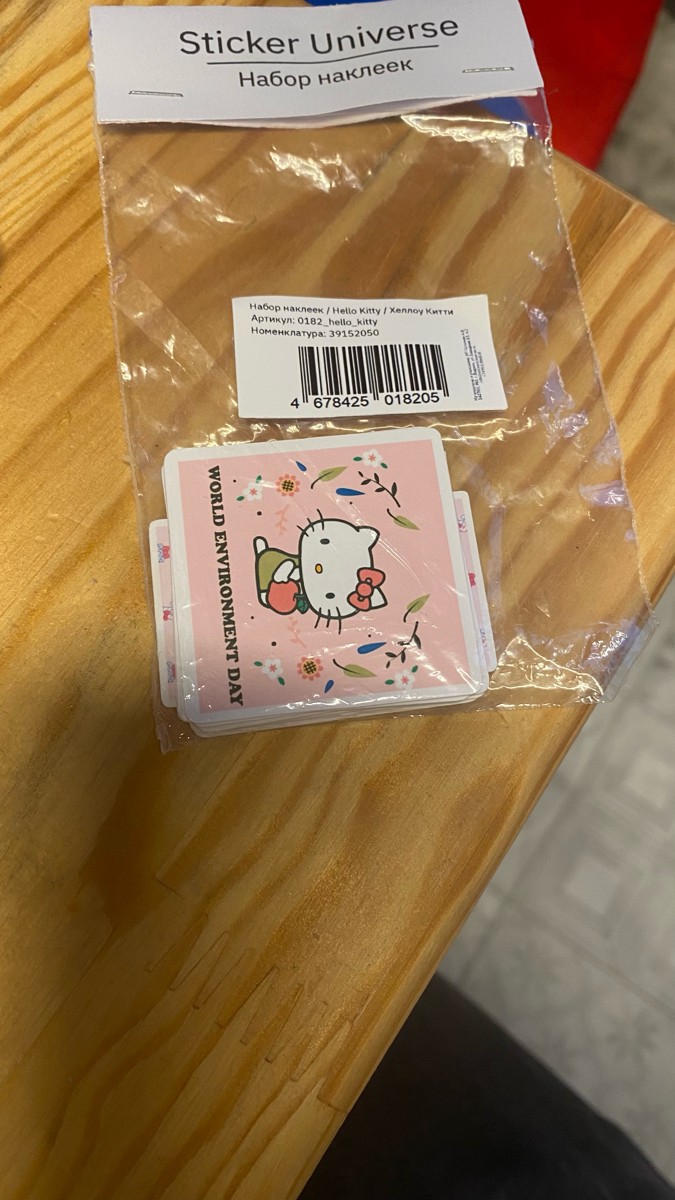 Sticker Universe
Набор наклеек
Набор наклеек / Hello Kitty / Хеллоу Китти
Артикул: 0182_hello_kitty
Номенклатура: 39152050
4 678425 018205
WORLD ENVIRONMENT DAY